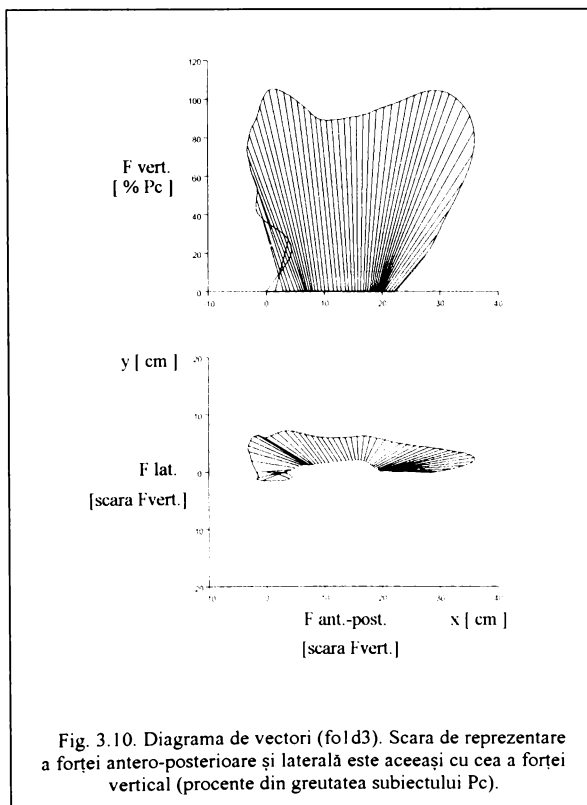 120
100
80
60
40
20
0
10 0 10 20 30 40
F vert.
[ % Pc ]
y [ cm ]
20
10
0
10
20
F lat.
[scara Fvert.]
10 0 10 20 30 40
F ant.-post. x [ cm ]
[scara Fvert.]
Fig. 3.10. Diagrama de vectori (fo1d3). Scara de reprezentare
a forței antero-posterioare și laterală este aceeași cu cea a forței
vertical (procente din greutatea subiectului Pc).